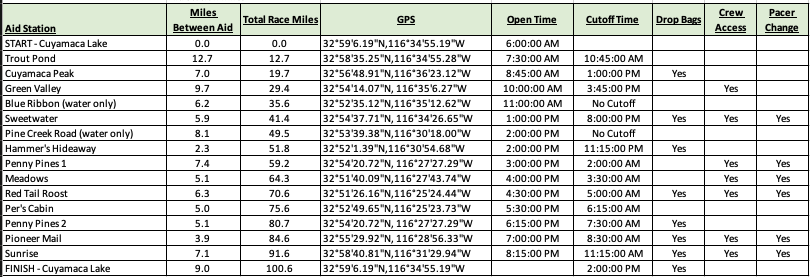 Aid Station Miles Between Aid Total Race Miles GPS Open Time Cutoff Time Drop Bags Crew Access Pacer Change
START - Cuyamaca Lake 0.0 0.0 32°59'6.19"N,116°34'55.19"W 6:00:00 AM
Trout Pond 12.7 12.7 32°58'35.25"N,116°34'55.28"W 7:30:00 AM 10:45:00 AM
Cuyamaca Peak 7.0 19.7 32°56'48.91"N,116°36'23.12"W 8:45:00 AM 1:00:00 PM Yes
Green Valley 9.7 29.4 32°54'14.07"N,116°35'6.27"W 10:00:00 AM 3:45:00 PM Yes
Blue Ribbon (water only) 6.2 35.6 32°52'35.12"N,116°35'12.62"W 11:00:00 AM No Cutoff
Sweetwater 5.9 41.4 32°54'37.71"N,116°34'26.65"W 1:00:00 PM 8:00:00 PM Yes Yes Yes
Pine Creek Road (water only) 8.1 49.5 32°53'39.38"N,116°30'18.00"W 2:00:00 PM No Cutoff
Hammer's Hideaway 2.3 51.8 32°52'1.39"N,116°30'54.68"W 2:00:00 PM 11:15:00 PM Yes
Penny Pines 1 7.4 59.2 32°54'20.72"N, 116°27'27.29"W 3:00:00 PM 2:00:00 AM Yes Yes
Meadows 5.1 64.3 32°51'40.09"N,116°27'43.74"W 4:00:00 PM 3:30:00 AM Yes Yes
Red Tail Roost 6.3 70.6 32°51'26.16"N,116°25'24.44"W 4:30:00 PM 5:00:00 AM Yes Yes Yes
Per's Cabin 5.0 75.6 32°52'49.65"N,116°25'23.73"W 5:30:00 PM 6:15:00 AM
Penny Pines 2 5.1 80.7 32°54'20.72"N, 116°27'27.29"W 6:15:00 PM 7:30:00 AM Yes
Pioneer Mail 3.9 84.6 32°55'29.92"N, 116°28'56.33"W 7:00:00 PM 8:30:00 AM Yes Yes Yes
Sunrise 7.1 91.6 32°58'40.81"N,116°31'29.94"W 8:15:00 PM 11:15:00 AM Yes Yes Yes
FINISH - Cuyamaca Lake 9.0 100.6 32°59'6.19"N,116°34'55.19"W 2:00:00 PM Yes